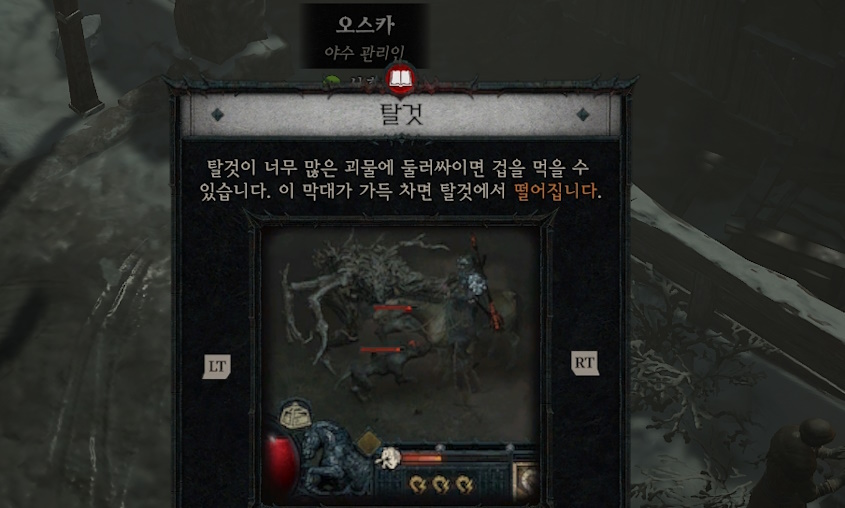 오스카
야수 관리인
탈것
탈것이 너무 많은 괴물에 둘러싸이면 겁을 먹을 수
있습니다. 이 막대가 가득 차면 탈것에서 떨어집니다.
LT
RT